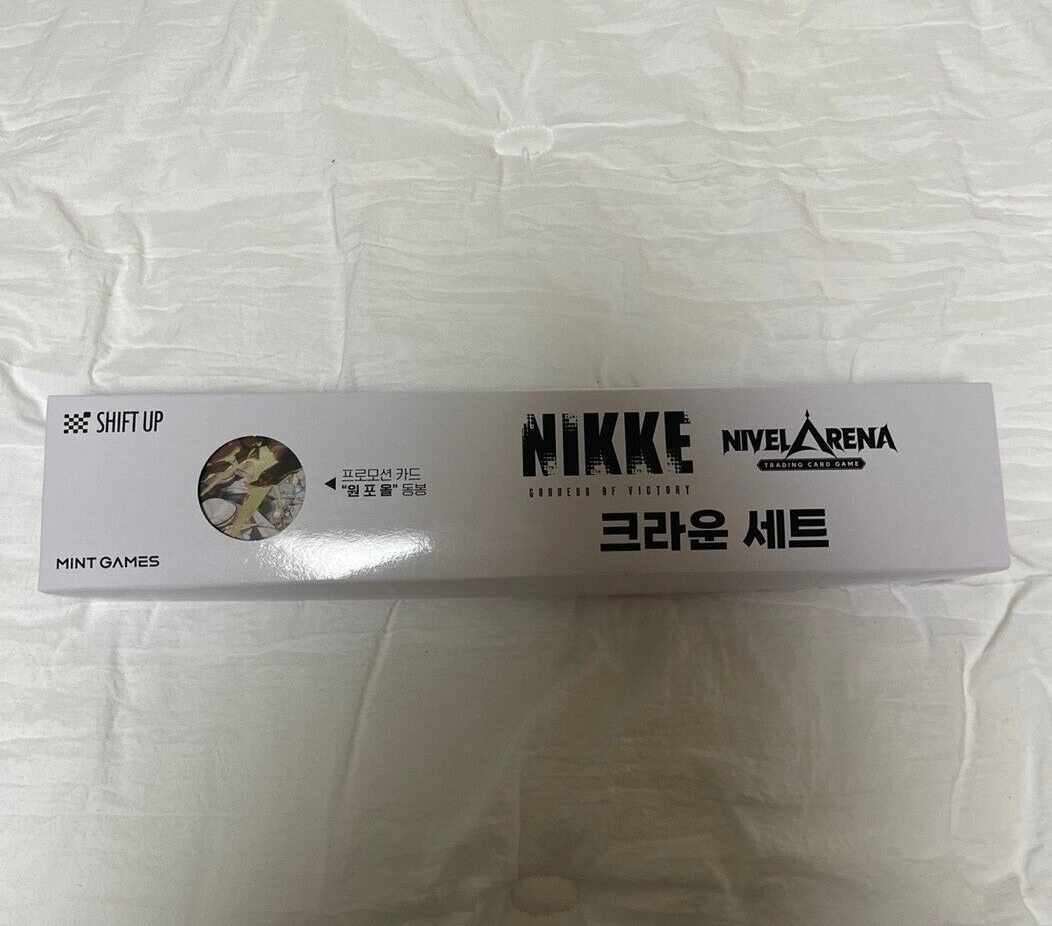 SHIFT UP
프로모션 카드
“원 포 올” 동봉
MINT GAMES
NIKKE
GODDESS OF VICTORY
NIVEL ARENA
TRADING CARD GAME
크라운 세트